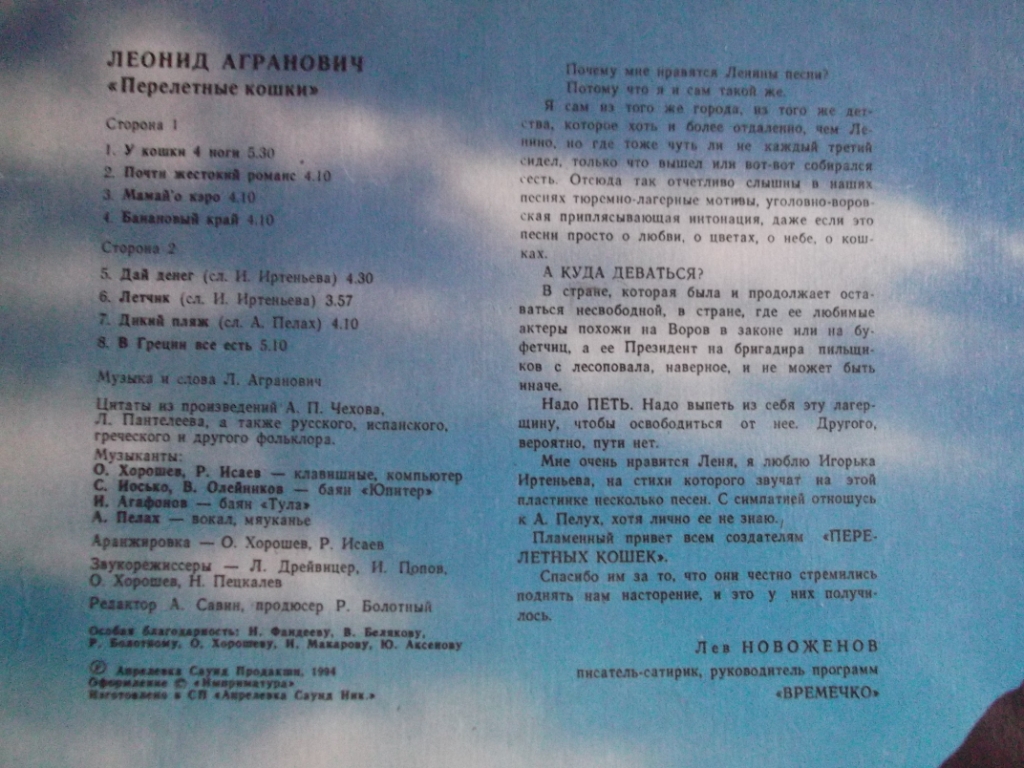 ЛЕОНИД АГРАНОВИЧ
«Перелетные кошки»
Сторона 1
1. У кошки 4 ноги 5.30
2. Почти жестокий романс 4.10
3. Мамай'о кэро 4.10
4. Банановый край 4.10
Сторона 2
5. Дай денег (сл. И. Иртеньева) 4.30
6. Летчик (сл. И. Иртеньева) 3.57
7. Дикий пляж (сл. А. Пелах) 4.10
8. В Греции все есть 5.10
Музыка и слова Л. Агранович
Цитаты из произведений А. П. Чехова,
Л. Пантелеева, а также русского, испанского,
греческого и другого фольклора.
Музыканты:
О. Хорошев, Р. Исаев — клавишные, компьютер
С. Иосько, В. Олейников — баян «Юпитер»
И. Агафонов — баян «Тула»
А. Пелах — вокал, мяуканье
Аранжировка — О. Хорошев, Р. Исаев
Звукорежиссеры — Л. Дрейвицер, И. Попов,
О. Хорошев, Н. Пецкалев
Редактор А. Савин, продюсер Р. Болотный
Особая благодарность: Н. Фандееву, В. Белякову,
Р. Болотному, О. Хорошеву, И. Макарову, Ю. Аксенову
Ⓟ Апрелевка Саунд Продакшн, 1994
Оформление © «Имприматура»
Изготовлено в СП «Апрелевка Саунд Инк.»
Почему мне нравятся Ленины песни?
Потому что я и сам такой же.
Я сам из того же города, из того же дет-
ства, которое хоть и более отдаленно, чем Ле-
нино, но где тоже чуть ли не каждый третий
сидел, только что вышел или вот-вот собирался
сесть. Отсюда так отчетливо слышны в наших
песнях тюремно-лагерные мотивы, уголовно-воров-
ская приплясывающая интонация, даже если это
песни просто о любви, о цветах, о небе, о кош-
ках.
А КУДА ДЕВАТЬСЯ?
В стране, которая была и продолжает оста-
ваться несвободной, в стране, где ее любимые
актеры похожи на Воров в законе или на бу-
фетчиц, а ее Президент на бригадира пильщи-
ков с лесоповала, наверное, и не может быть
иначе.
Надо ПЕТЬ. Надо выпеть из себя эту лагер-
щину, чтобы освободиться от нее. Другого,
вероятно, пути нет.
Мне очень нравится Леня, я люблю Игорька
Иртеньева, на стихи которого звучат на этой
пластинке несколько песен. С симпатией отношусь
к А. Пелух, хотя лично ее не знаю.
Пламенный привет всем создателям «ПЕРЕ-
ЛЕТНЫХ КОШЕК».
Спасибо им за то, что они честно стремились
поднять нам насторение, и это у них получи-
лось.
Лев НОВОЖЕНОВ
писатель-сатирик, руководитель программ
«ВРЕМЕЧКО»